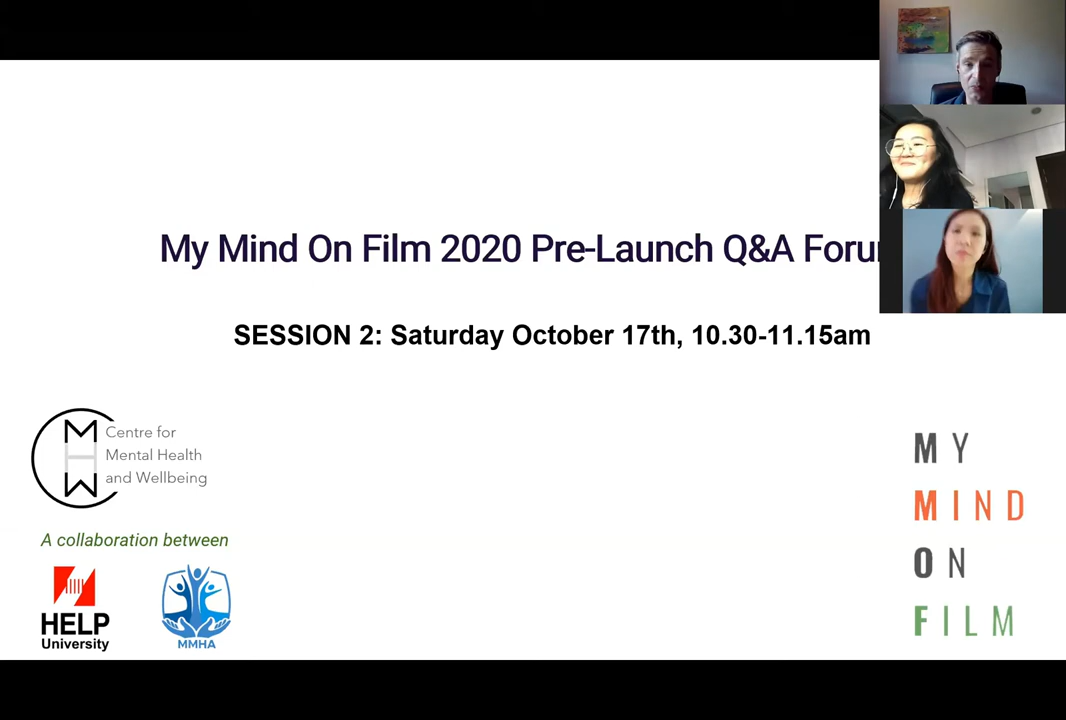 My Mind On Film 2020 Pre-Launch Q&A
SESSION 2: Saturday October 17th, 10.30-11.15am
MHW
Centre for
Mental Health
and Wellbeing
A collaboration between
HELP
University
MMHA
MY
MIND
ON
FILM